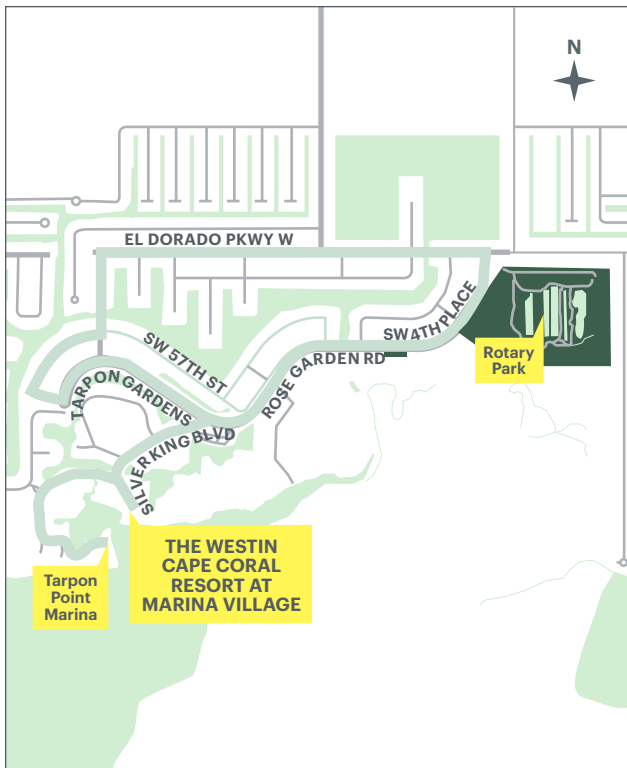 N
EL DORADO PKWY W
SW 4TH PLACE
SW 57TH ST
ROSE GARDEN RD
Rotary
Park
TARPON GARDENS
SILVER KING BLVD
THE WESTIN
CAPE CORAL
RESORT AT
MARINA VILLAGE
Tarpon
Point
Marina